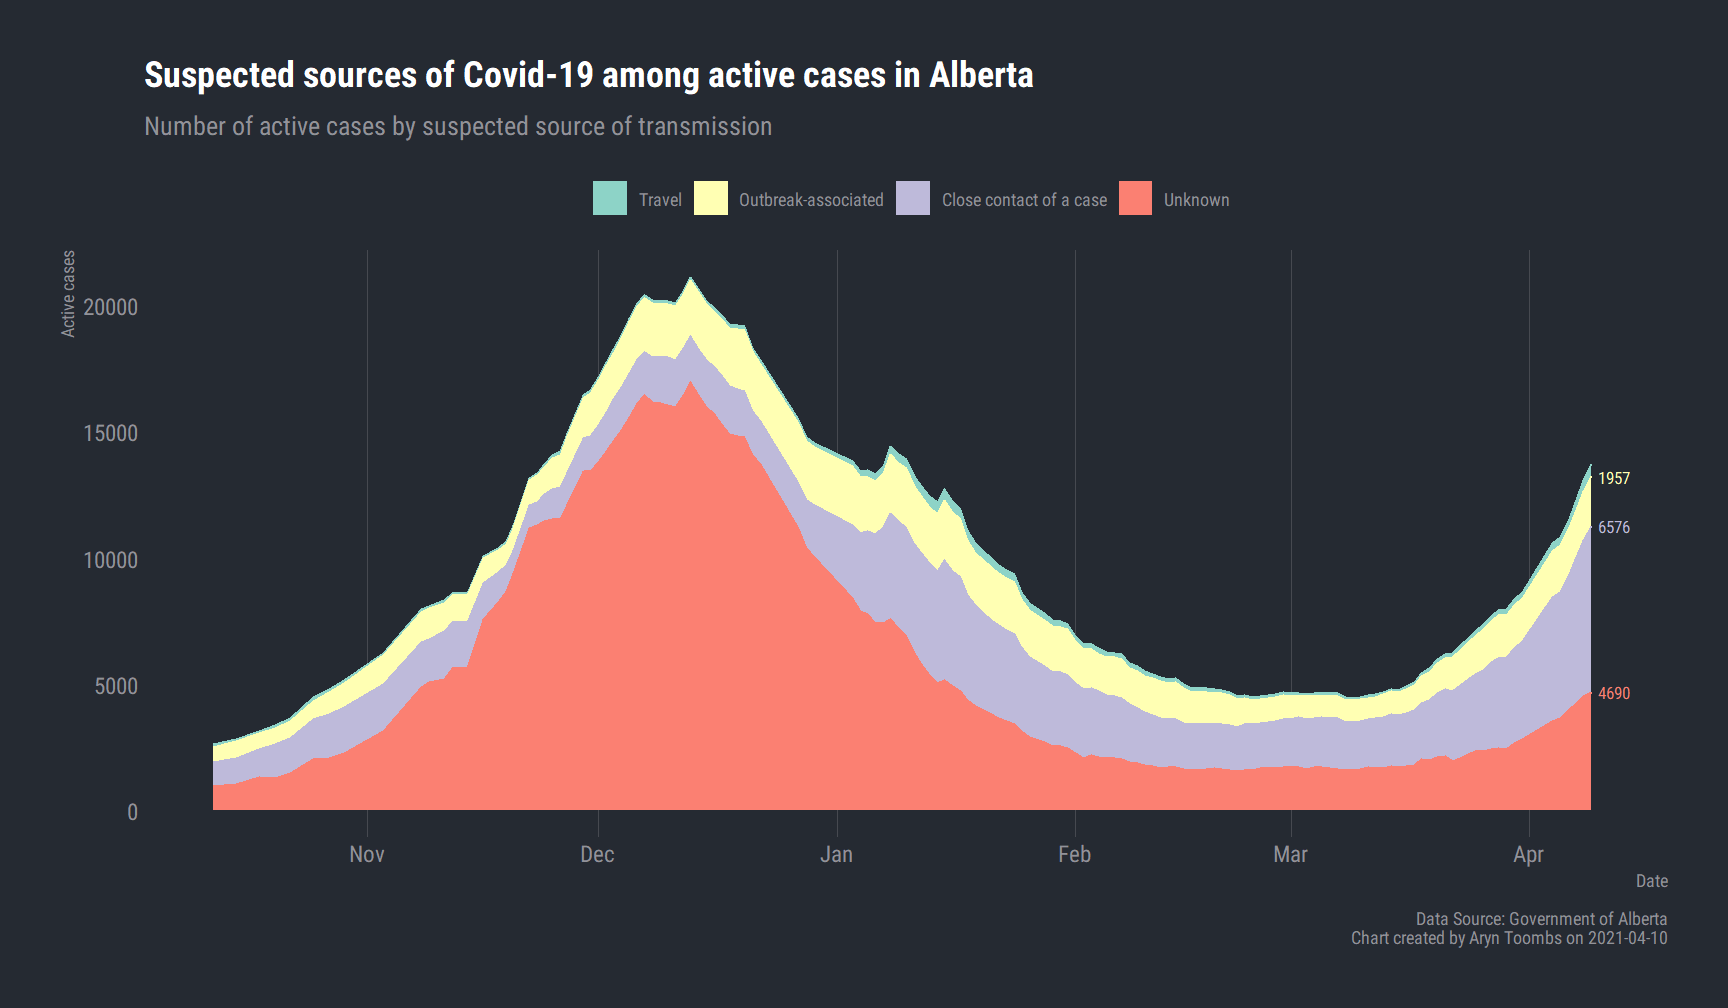 Suspected sources of Covid-19 among active cases in Alberta
Number of active cases by suspected source of transmission
Travel Outbreak-associated Close contact of a case Unknown
Active cases
20000
15000
10000
5000
0
1957
6576
4690
Nov Dec Jan Feb Mar Apr
Date
Data Source: Government of Alberta
Chart created by Aryn Toombs on 2021-04-10